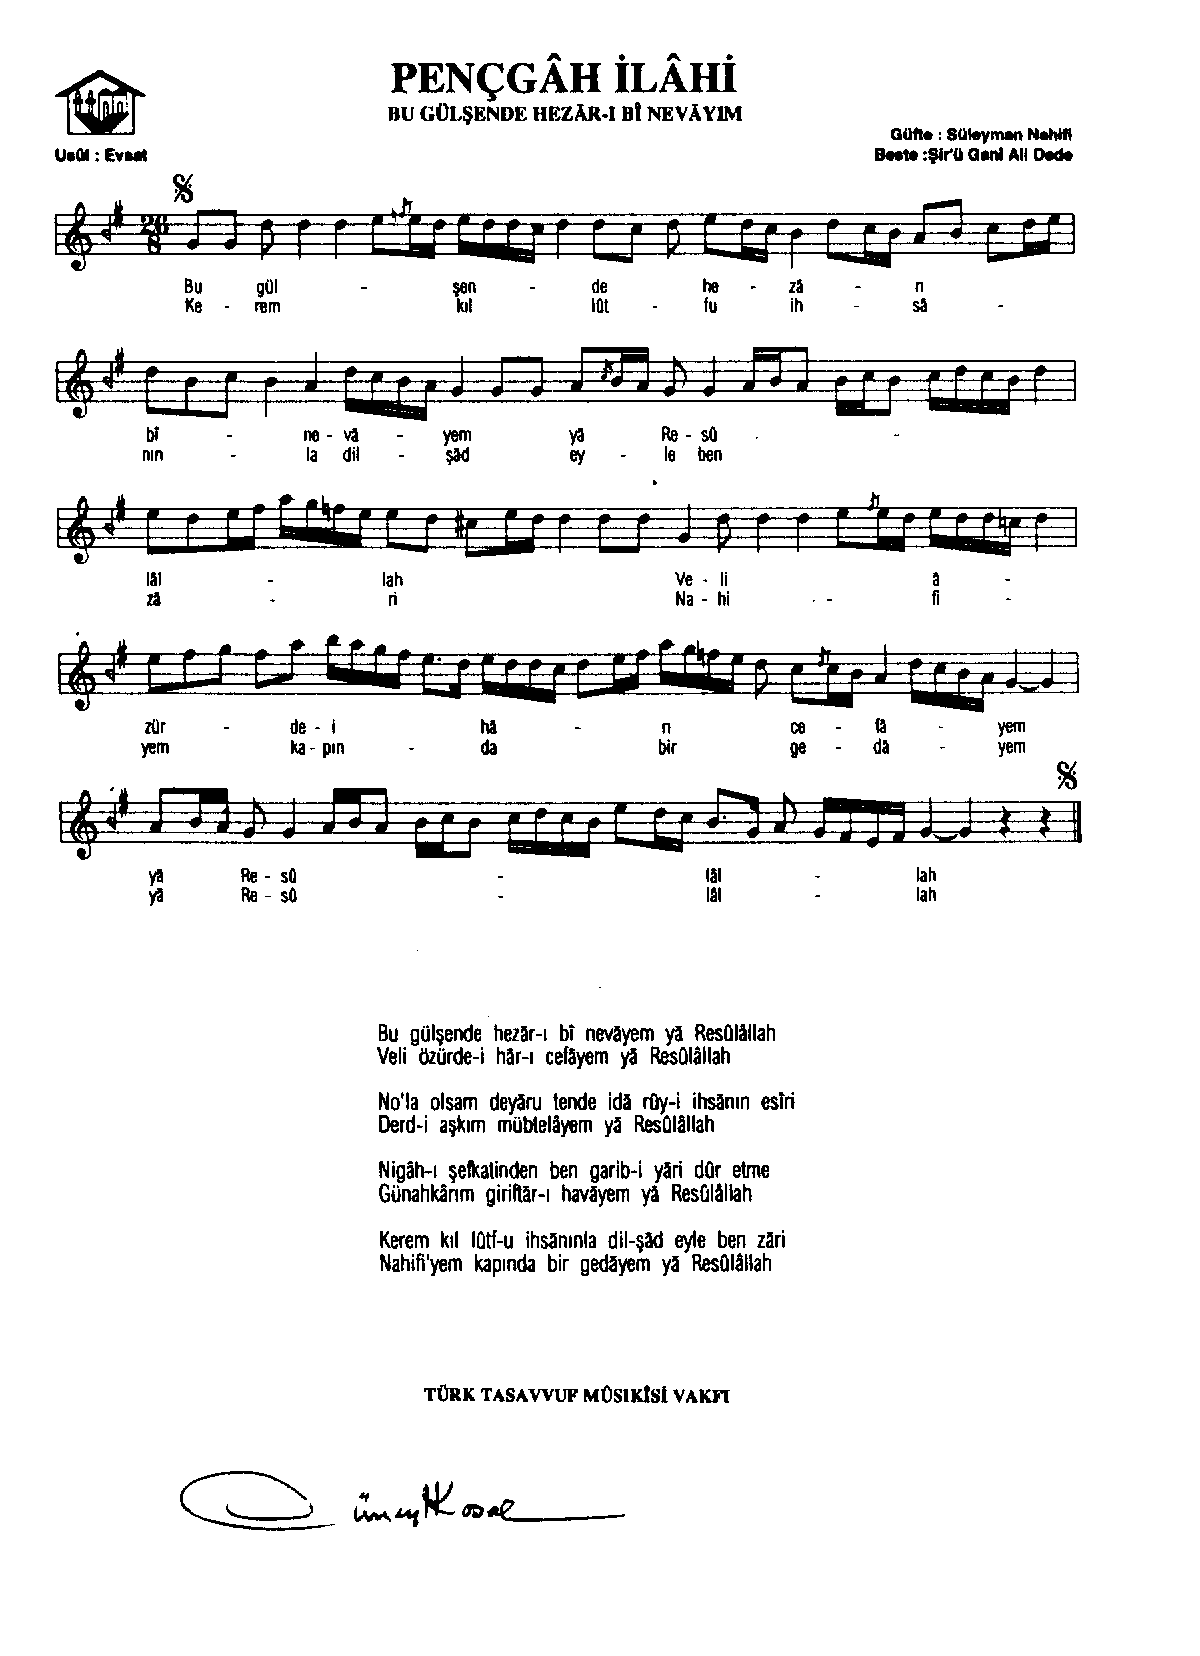 PENÇGÂH İLÂHİ
BU GÜLŞENDE HEZÂR-I BÎ NEVÂYIM
Usûl : Evsat
Güfte : Süleyman Nahifi
Beste :Şir'ü Gani Ali Dede
26
8
Bu gül - şen - de he - zâ - rı
Ke - rem kıl lût - fu ih - sâ -
bî - ne - vâ - yem yâ Re - sû - -
nın - la dil - şâd ey - le ben
lâl - lah Ve - li â -
zâ - ri Na - hi - fi -
zür - de - i hâ - rı ce - fâ - yem
yem ka - pın - da bir ge - dâ - yem
yâ Re - sû - lâl - lah
yâ Re - sû - lâl - lah
Bu gülşende hezâr-ı bî nevâyem yâ Resûlâllah
Veli özürde-i hâr-ı cefâyem yâ Resûlâllah
No'la olsam deyâru tende idâ rûy-i ihsânın esîri
Derd-i aşkım mübtelâyem yâ Resûlâllah
Nigâh-ı şefkatinden ben garib-i yâri dûr etme
Günahkârım giriftâr-ı havâyem yâ Resûlâllah
Kerem kıl lûtf-u ihsânınla dil-şâd eyle ben zâri
Nahifi'yem kapında bir gedâyem yâ Resûlâllah
TÜRK TASAVVUF MÛSIKÎSİ VAKFI
Cüneyt Kosal